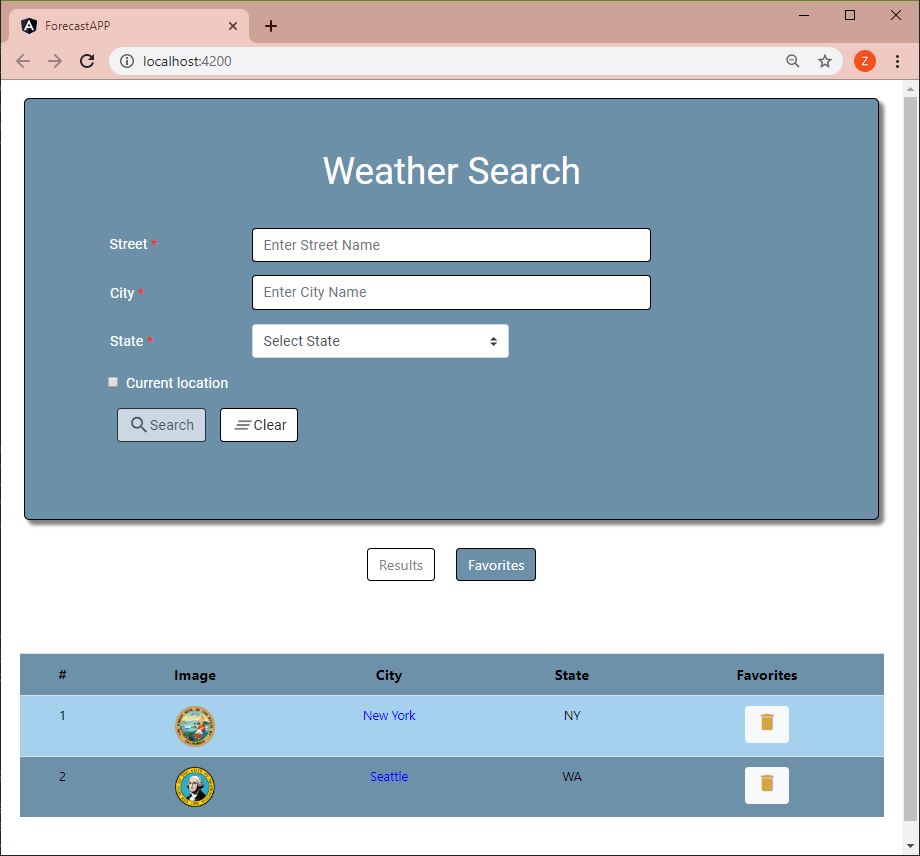 ForecastAPP
localhost:4200
Z
Weather Search
Street * Enter Street Name
City * Enter City Name
State * Select State
Current location
Search Clear
Results Favorites
# Image City State Favorites
1 New York NY
2 Seattle WA